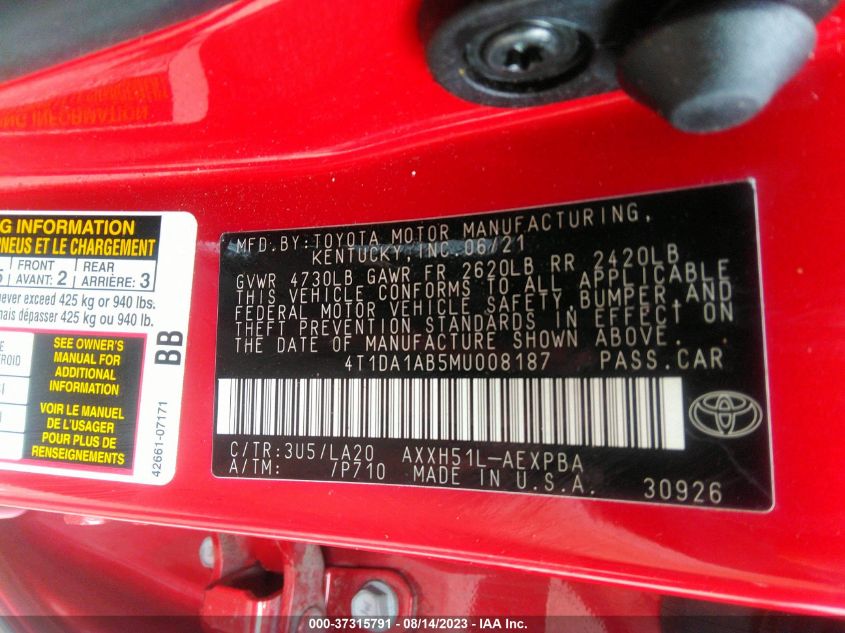 NG INFORMATION
PNEUS ET LE CHARGEMENT
5 FRONT AVANT: 2 REAR ARRIÈRE: 3
never exceed 425 kg or 940 lbs.
mais dépasser 425 kg ou 940 lb.
SEE OWNER'S
MANUAL FOR
ADDITIONAL
INFORMATION
VOIR LE MANUEL
DE L'USAGER
POUR PLUS DE
RENSEIGNEMENTS
BB
42661-07171
MFD.BY:TOYOTA MOTOR MANUFACTURING,
KENTUCKY,INC.06/21
GVWR 4730LB GAWR FR 2620LB RR 2420LB
THIS VEHICLE CONFORMS TO ALL APPLICABLE
FEDERAL MOTOR VEHICLE SAFETY,BUMPER,AND
THEFT PREVENTION STANDARDS IN EFFECT ON
THE DATE OF MANUFACTURE SHOWN ABOVE.
4T1DA1AB5MU008187 PASS.CAR
C/TR:3U5/LA20 AXXH51L-AEXPBA
A/TM: /P710 MADE IN U.S.A.
30926
000-37315791 - 08/14/2023 - IAA Inc.